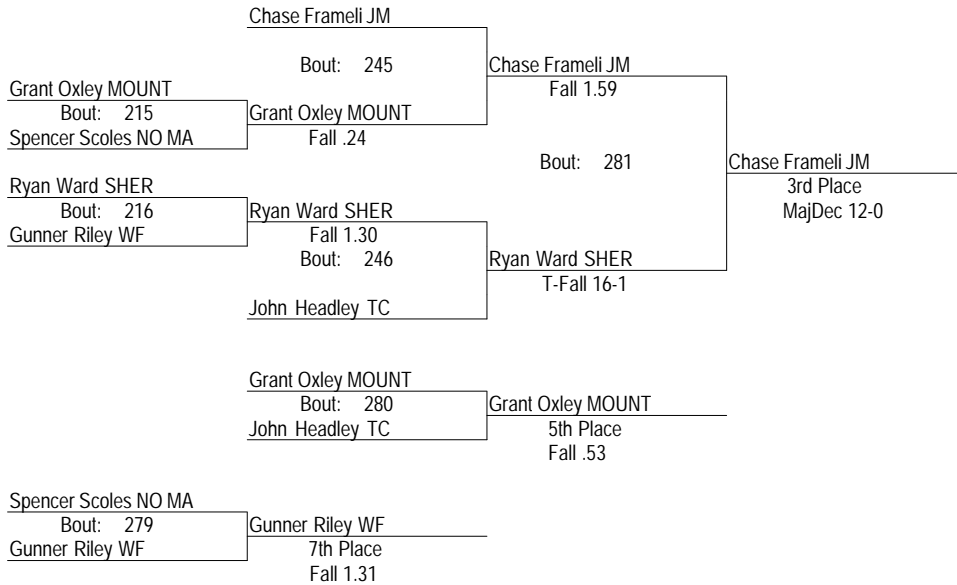 Chase Frameli JM
Bout: 245
Chase Frameli JM
Fall 1.59
Grant Oxley MOUNT
Bout: 215
Spencer Scoles NO MA
Grant Oxley MOUNT
Fall .24
Bout: 281
Chase Frameli JM
3rd Place
MajDec 12-0
Ryan Ward SHER
Bout: 216
Gunner Riley WF
Ryan Ward SHER
Fall 1.30
Bout: 246
Ryan Ward SHER
T-Fall 16-1
John Headley TC
Grant Oxley MOUNT
Bout: 280
John Headley TC
Grant Oxley MOUNT
5th Place
Fall .53
Spencer Scoles NO MA
Bout: 279
Gunner Riley WF
Gunner Riley WF
7th Place
Fall 1.31